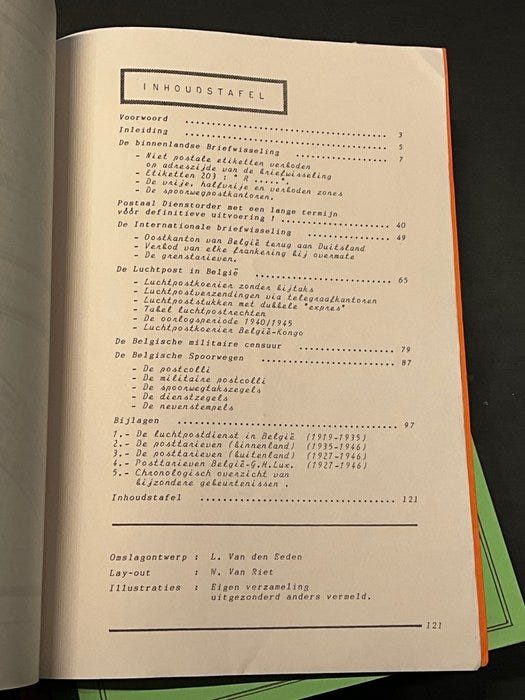 INHOUDSTAFEL
Voorwoord .................................... 3
Inleiding .................................... 5
De binnenlandse Briefwisseling ............... 7
- Niet postale etiketten verboden
op adreszijde van de briefwisseling
- Etiketten 203 : " R ..... ".
- De vrije, halfvrije en verboden zones
- De spoorwegpostkantoren.
Postaal Dienstorder met een lange termijn
vóór definitieve uitvoering ! ................ 40
De Internationale briefwisseling ............. 49
- Oostkanton van België terug aan Duitsland
- Verbod van elke frankering bij overmate
- De grenstarieven.
De Luchtpost in België ....................... 65
- Luchtpostkoerier zonder bijtaks
- Luchtpostverzendingen via telegraafkantoren
- Luchtpoststukken met dubbele "expres"
- Tabel luchtpostrechten
- De oorlogsperiode 1940/1945
- Luchtpostkoerier België-Kongo
De Belgische militaire censuur ............... 79
De Belgische Spoorwegen ...................... 87
- De postcolli
- De militaire postcolli
- De spoorwegtakszegels
- De dienstzegels
- De nevenstempels
Bijlagen ..................................... 97
1.- De luchtpostdienst in België (1919-1935)
2.- De posttarieven (binnenland) (1935-1946)
3.- De posttarieven (buitenland) (1927-1946)
4.- Posttarieven België-G.H.Lux. (1927-1946)
5.- Chronologisch overzicht van
bijzondere gebeurtenissen .
Inhoudstafel ................................. 121
Omslagontwerp : L. Van den Eeden
Lay-out : W. Van Riet
Illustraties : Eigen verzameling
uitgezonderd anders vermeld.
121